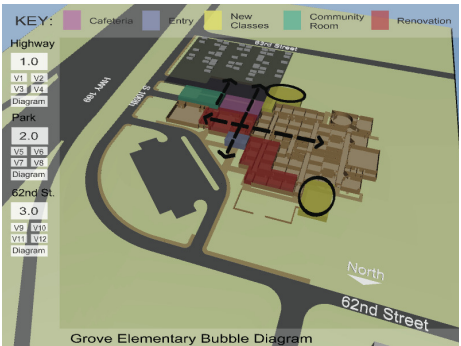 KEY: Cafeteria Entry New Classes Community Room Renovation
62nd Street
Highway
1.0
V1 V2
V3 V4
Diagram
HWY 169
Park
2.0
V5 V6
V7 V8
Diagram
62nd St.
3.0
V9 V10
V11 V12
Diagram
North
62nd Street
Grove Elementary Bubble Diagram